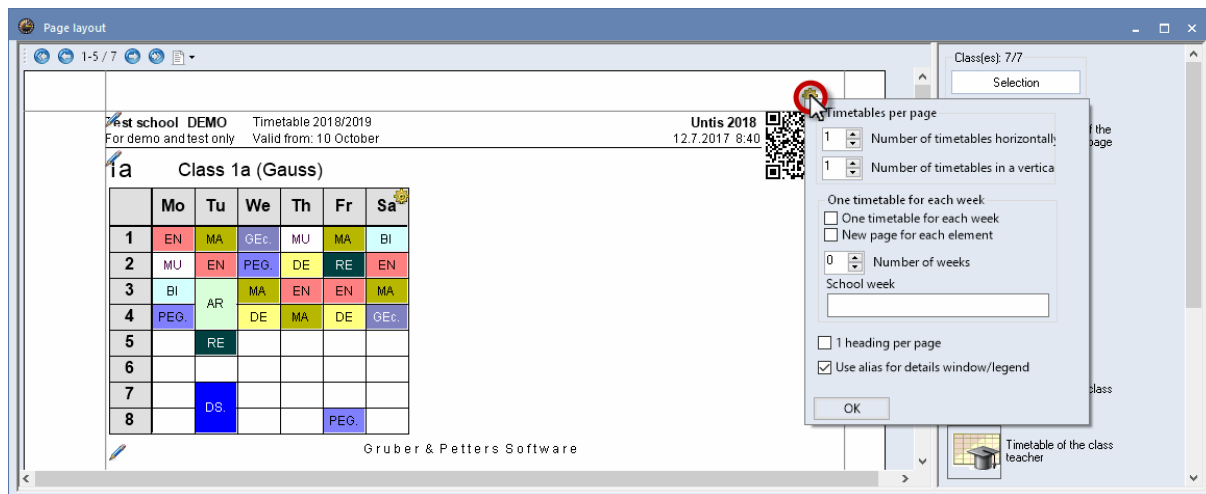 Page layout
1-5 / 7
Class(es): 7/7
Selection
Test school DEMO Timetable 2018/2019 Untis 2018
For demo and test only Valid from: 10 October 12.7.2017 8:40
1a Class 1a (Gauss)
Mo Tu We Th Fr Sa
1 EN MA GEc. MU MA BI
2 MU EN PEG. DE RE EN
3 BI AR MA EN EN MA
4 PEG. DE MA DE GEc.
5 RE
6
7 DS.
8 PEG.
Gruber & Petters Software
Timetables per page
1 Number of timetables horizontally
1 Number of timetables in a vertica
One timetable for each week
One timetable for each week
New page for each element
0 Number of weeks
School week
1 heading per page
Use alias for details window/legend
OK
f the
page
class
Timetable of the class
teacher